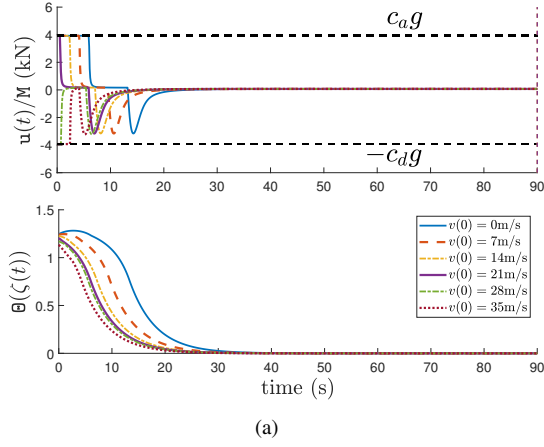 u(t)/M (kN)
6
4
2
0
-2
-4
-6
c_a g
−c_d g
0 10 20 30 40 50 60 70 80 90
Θ(ζ(t))
1.5
1
0.5
0
v(0) = 0m/s
v(0) = 7m/s
v(0) = 14m/s
v(0) = 21m/s
v(0) = 28m/s
v(0) = 35m/s
0 10 20 30 40 50 60 70 80 90
time (s)
(a)